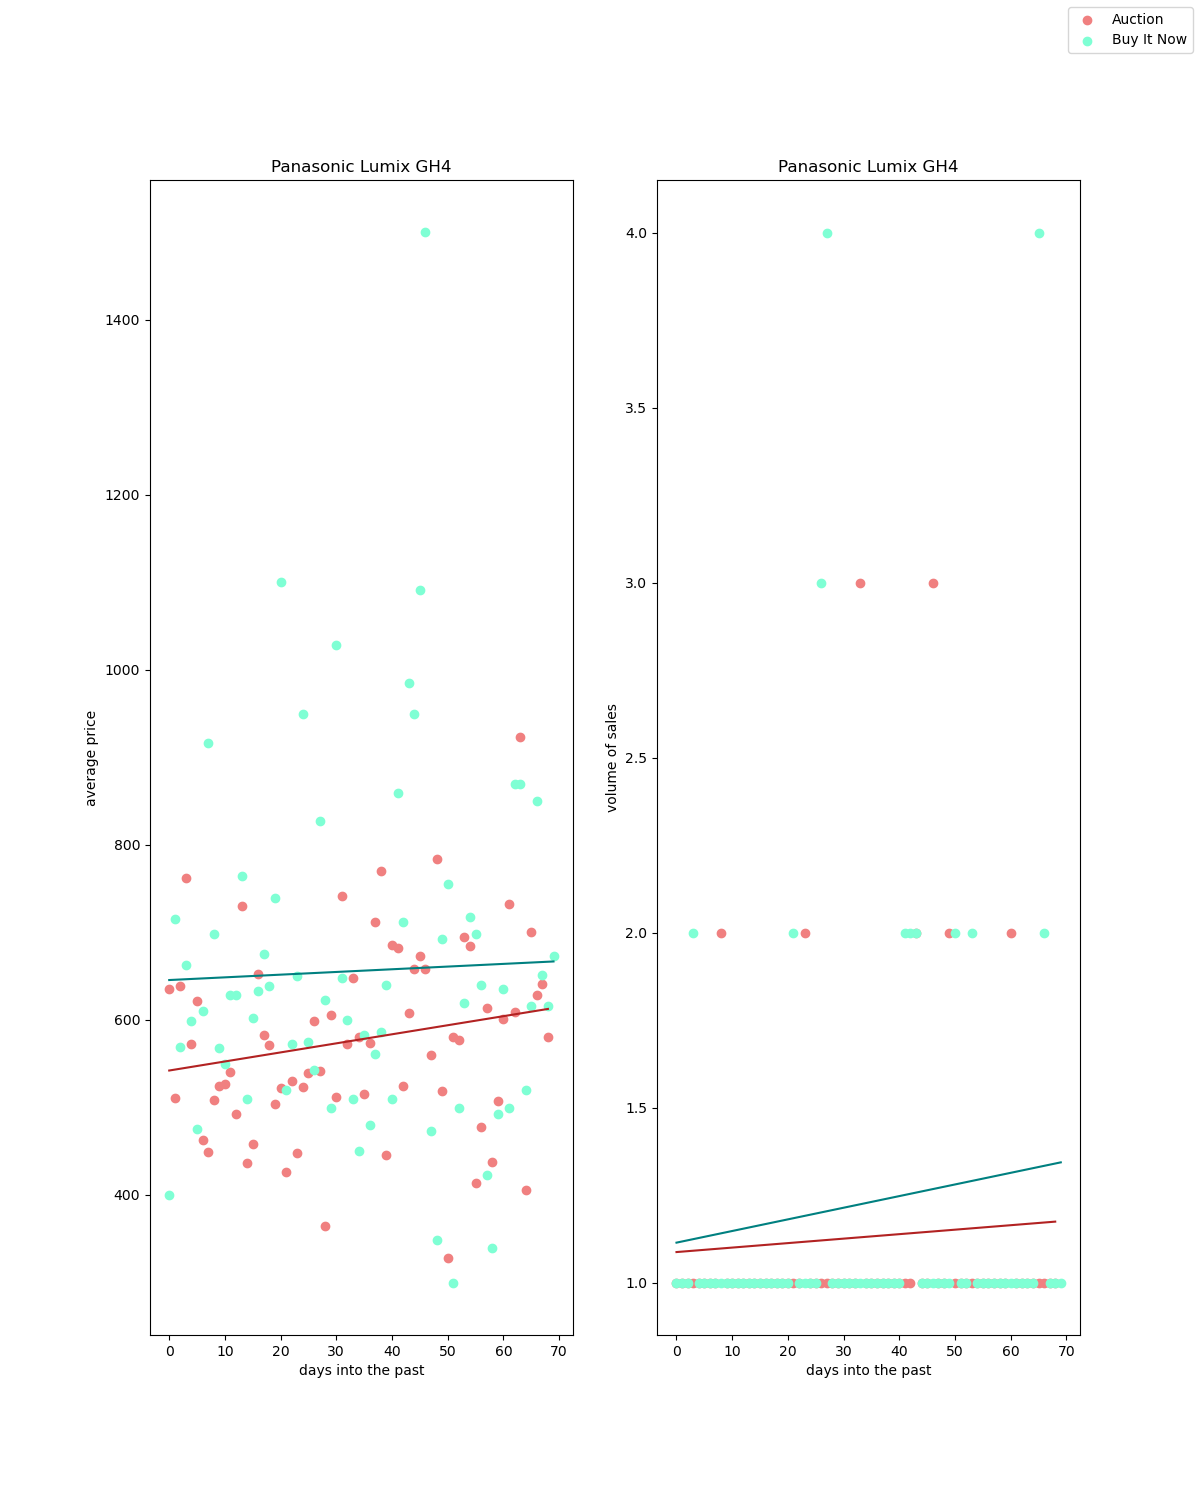 Auction
Buy It Now
Panasonic Lumix GH4
1400
1200
1000
800
600
400
average price
0 10 20 30 40 50 60 70
days into the past
Panasonic Lumix GH4
4.0
3.5
3.0
2.5
2.0
1.5
1.0
volume of sales
0 10 20 30 40 50 60 70
days into the past